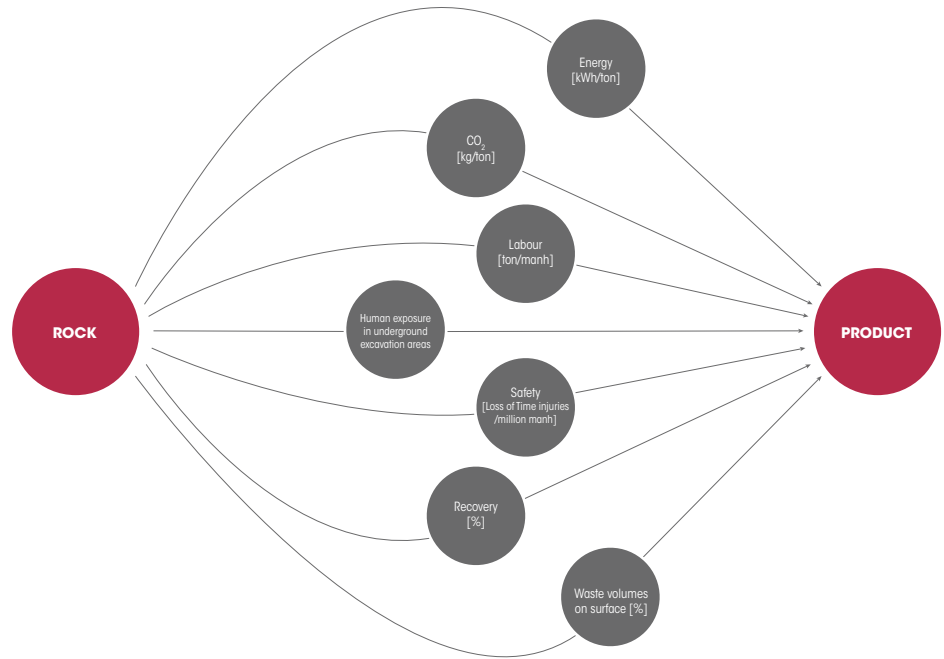 Energy
[kWh/ton]
CO₂
[kg/ton]
Labour
[ton/manh]
ROCK
Human exposure
in underground
excavation areas
PRODUCT
Safety
[Loss of Time injuries
/million manh]
Recovery
[%]
Waste volumes
on surface [%]